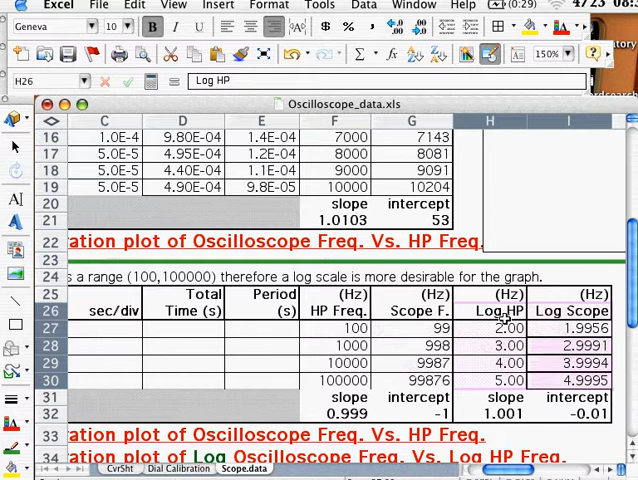 Excel File Edit View Insert Format Tools Data Window Help (0:29) 4/23
Geneva 10 B I U $ %
150%
H26 Log HP
Oscilloscope_data.xls
C D E F G H I
16 1.0E-4 9.80E-04 1.4E-04 7000 7143
17 5.0E-5 4.95E-04 1.2E-04 8000 8081
18 5.0E-5 4.40E-04 1.1E-04 9000 9091
19 5.0E-5 4.90E-04 9.8E-05 10000 10204
20 slope intercept
21 1.0103 53
22 ration plot of Oscilloscope Freq. Vs. HP Freq.
23
24 s a range (100,100000) therefore a log scale is more desirable for the graph.
25 Total Period (Hz) (Hz) (Hz) (Hz)
26 sec/div Time (s) (s) HP Freq. Scope F. Log HP Log Scope
27 100 99 2.00 1.9956
28 1000 998 3.00 2.9991
29 10000 9987 4.00 3.9994
30 100000 99876 5.00 4.9995
31 slope intercept slope intercept
32 0.999 -1 1.001 -0.01
33 ration plot of Oscilloscope Freq. Vs. HP Freq.
34 ration plot of Log Oscilloscope Freq. Vs. Log HP Freq.
CrvSht Dial Calibration Scope.data